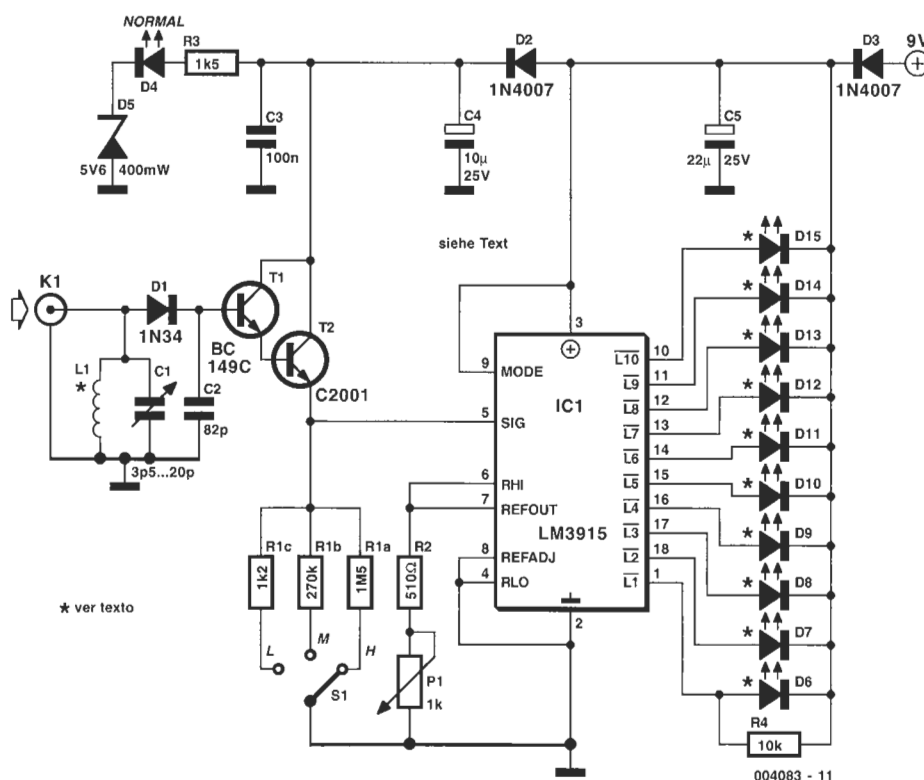 NORMAL
D4
R3
1k5
D5
5V6 400mW
C3
100n
C4
10µ
25V
D2
1N4007
C5
22µ
25V
D3
1N4007
9V
siehe Text
K1
D1
1N34
L1
*
C1
3p5...20p
C2
82p
T1
BC
149C
T2
C2001
IC1
LM3915
3
9 MODE
5 SIG
6 RHI
7 REFOUT
8 REFADJ
4 RLO
2
L10 10
L9 11
L8 12
L7 13
L6 14
L5 15
L4 16
L3 17
L2 18
L1 1
* D15
* D14
* D13
* D12
* D11
* D10
* D9
* D8
* D7
* D6
R4
10k
R1c
1k2
R1b
270k
R1a
1M5
R2
510Ω
L
M
H
S1
P1
1k
* ver texto
004083 - 11